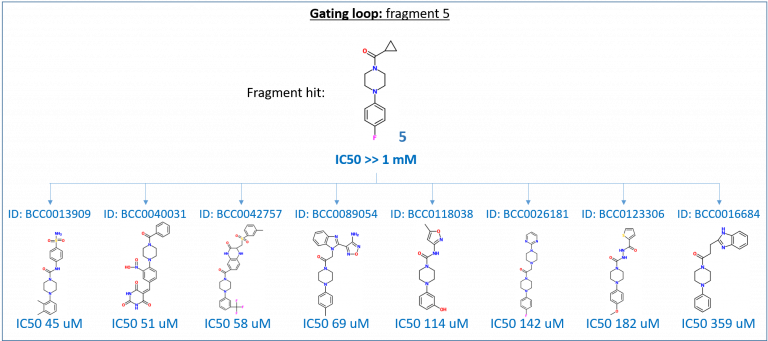 Gating loop: fragment 5
Fragment hit:
5
IC50 >> 1 mM
ID: BCC0013909 ID: BCC0040031 ID: BCC0042757 ID: BCC0089054 ID: BCC0118038 ID: BCC0026181 ID: BCC0123306 ID: BCC0016684
IC50 45 uM IC50 51 uM IC50 58 uM IC50 69 uM IC50 114 uM IC50 142 uM IC50 182 uM IC50 359 uM